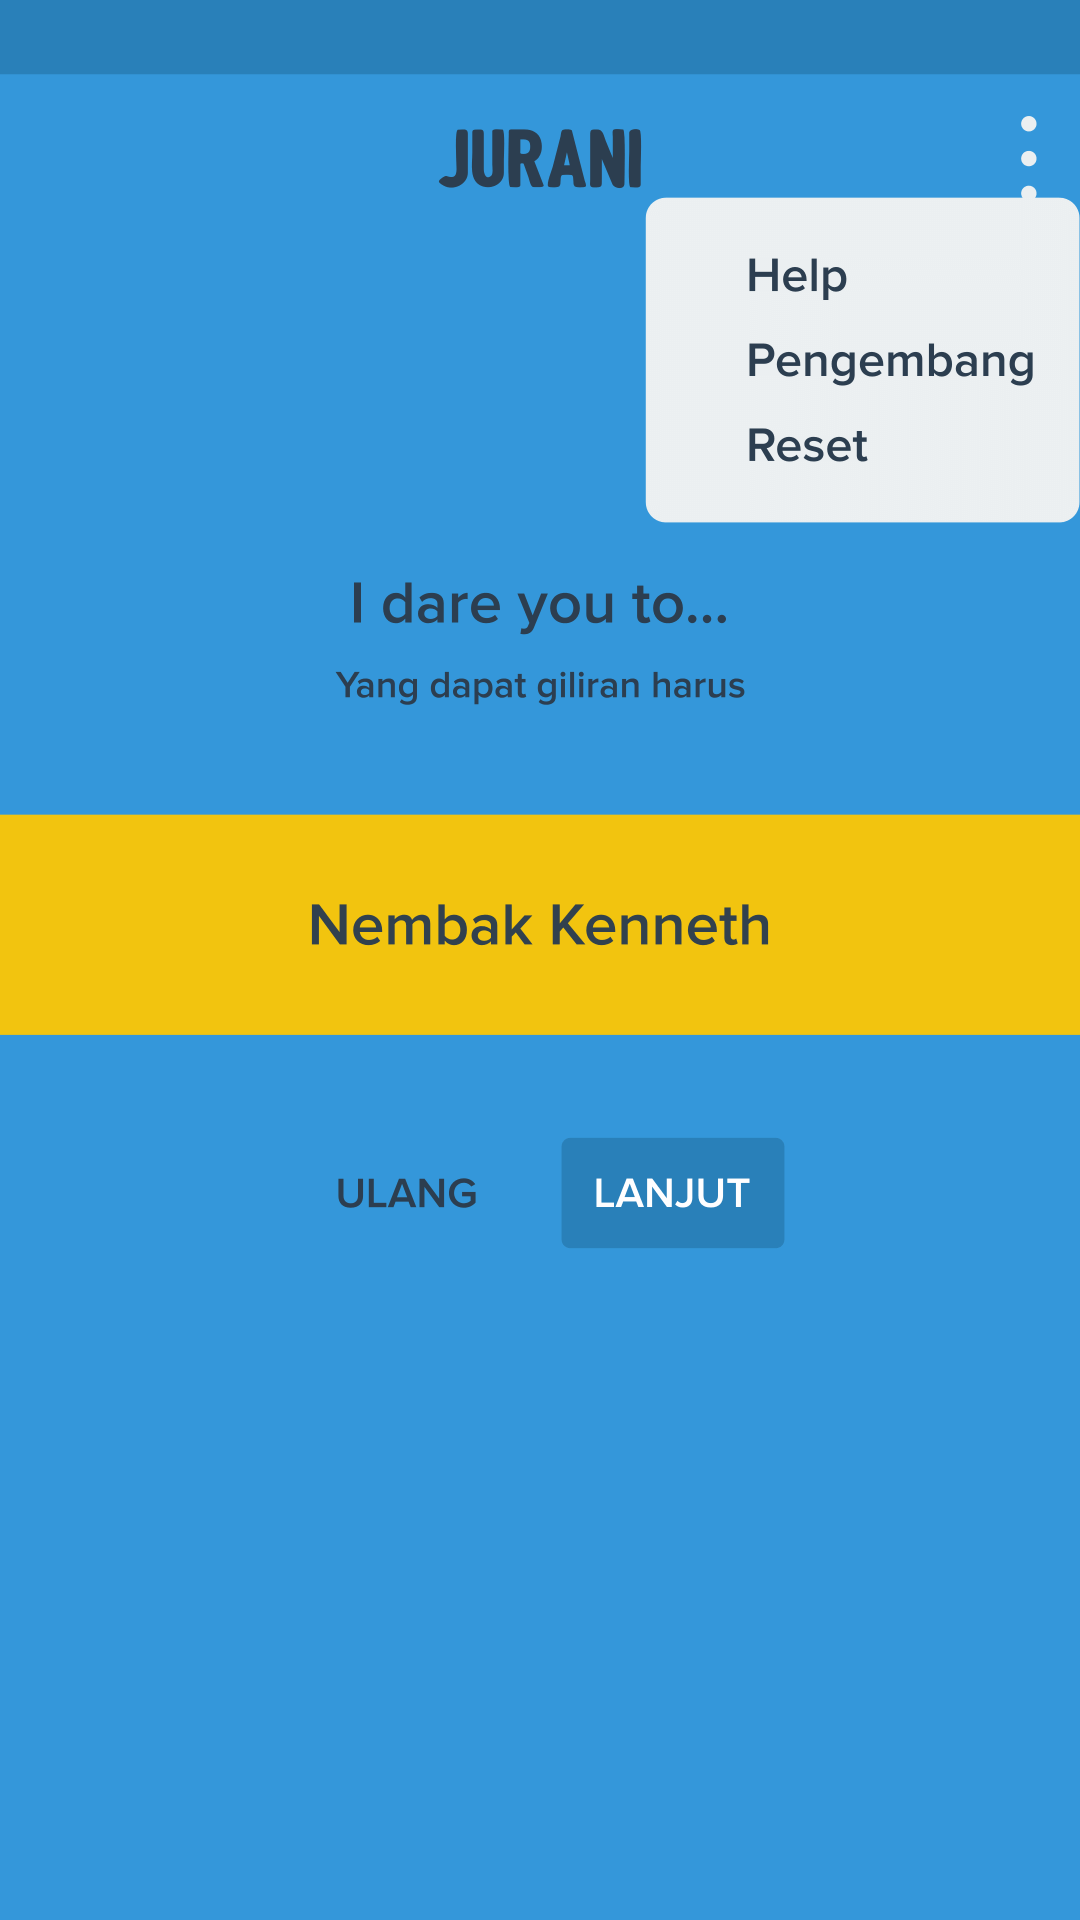 JURANI
Help
Pengembang
Reset
I dare you to...
Yang dapat giliran harus
Nembak Kenneth
ULANG
LANJUT